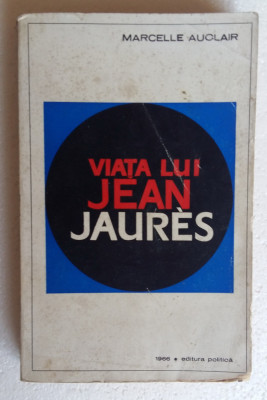 MARCELLE AUCLAIR
VIAȚA LUI
JEAN
JAURÈS
1966 • editura politică